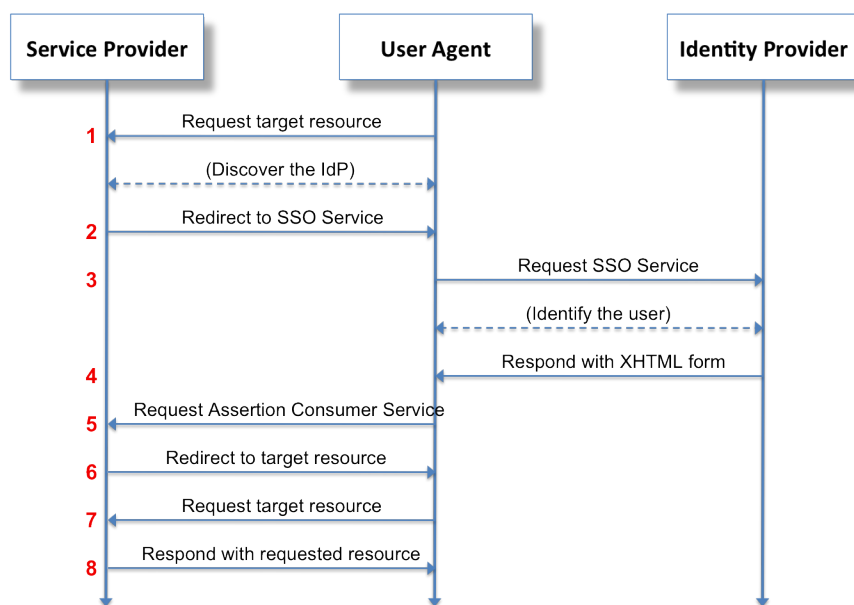 Service Provider
User Agent
Identity Provider
Request target resource
1
(Discover the IdP)
Redirect to SSO Service
2
Request SSO Service
3
(Identify the user)
Respond with XHTML form
4
Request Assertion Consumer Service
5
Redirect to target resource
6
Request target resource
7
Respond with requested resource
8